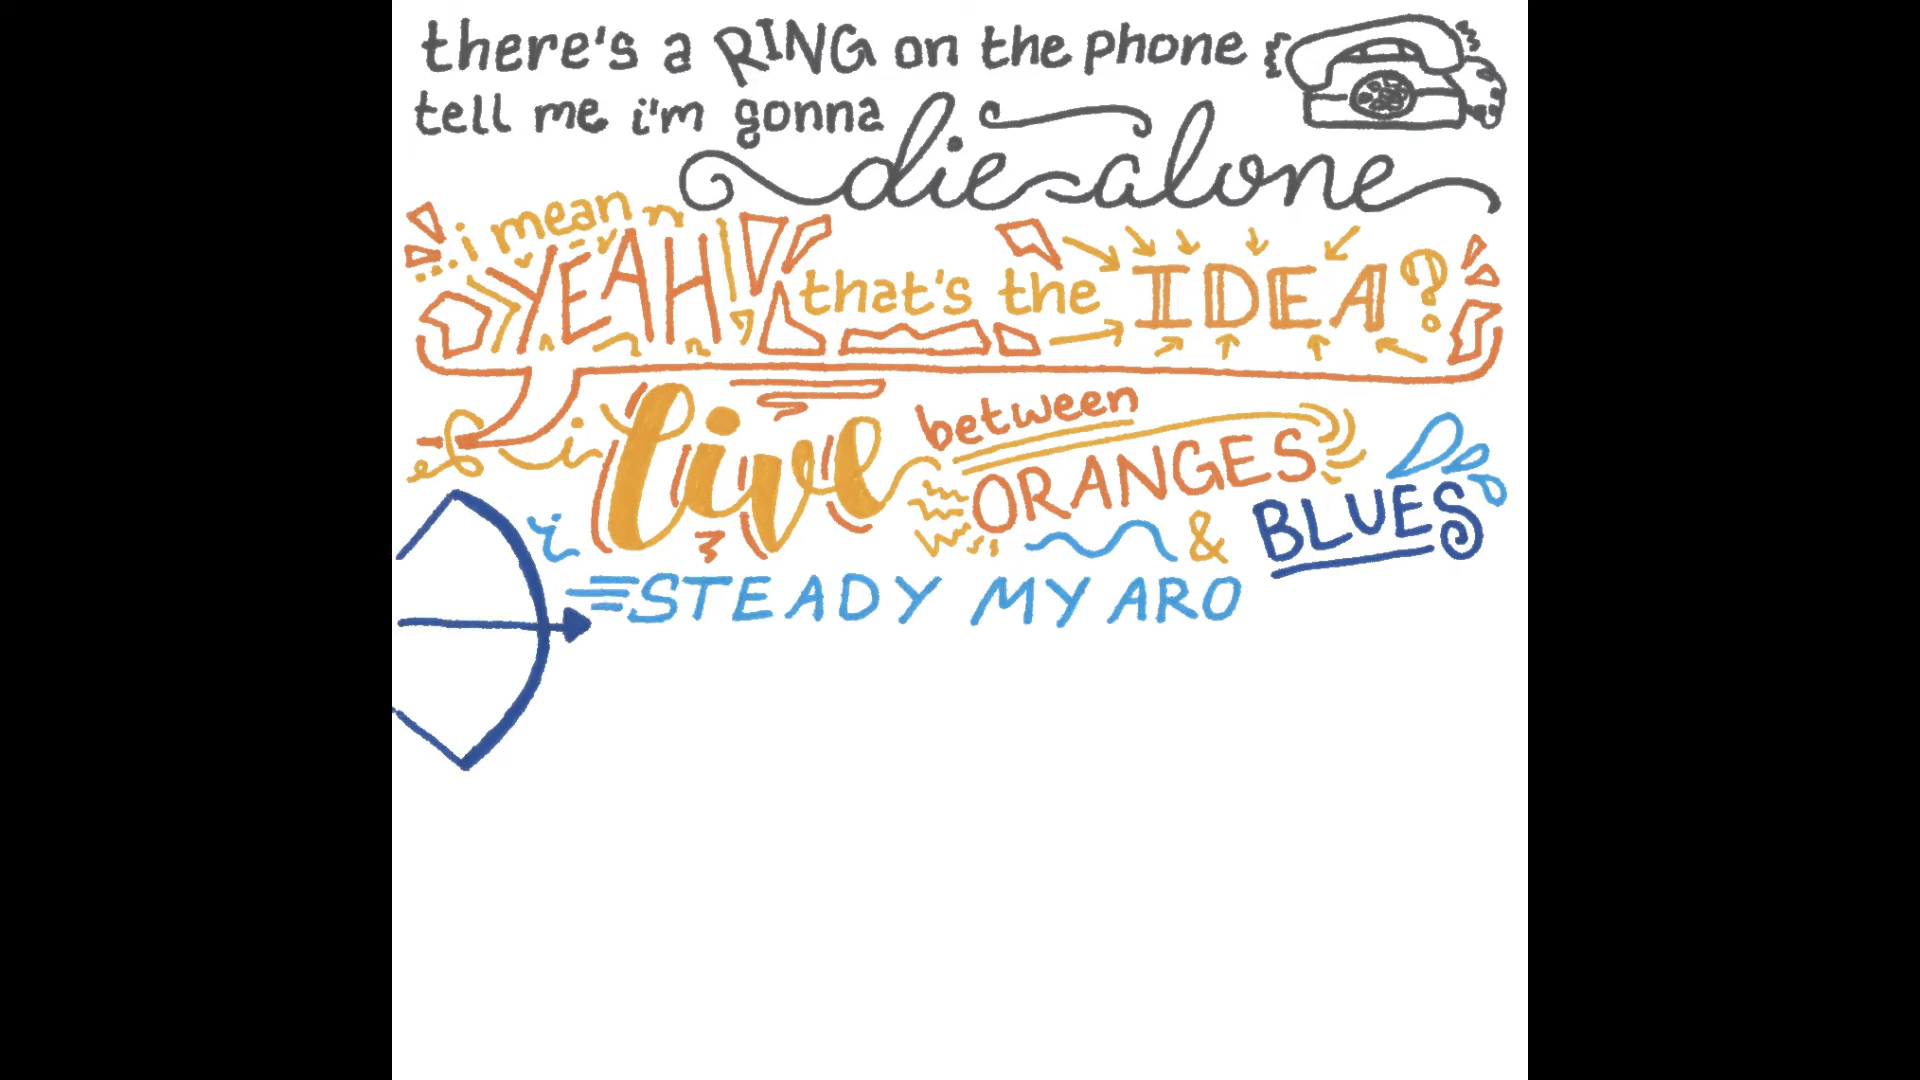 there's a RING on the phone
tell me i'm gonna
die alone
...i mean
YEAH! that's the IDEA?
i live between
ORANGES
& BLUES
i STEADY MY ARO